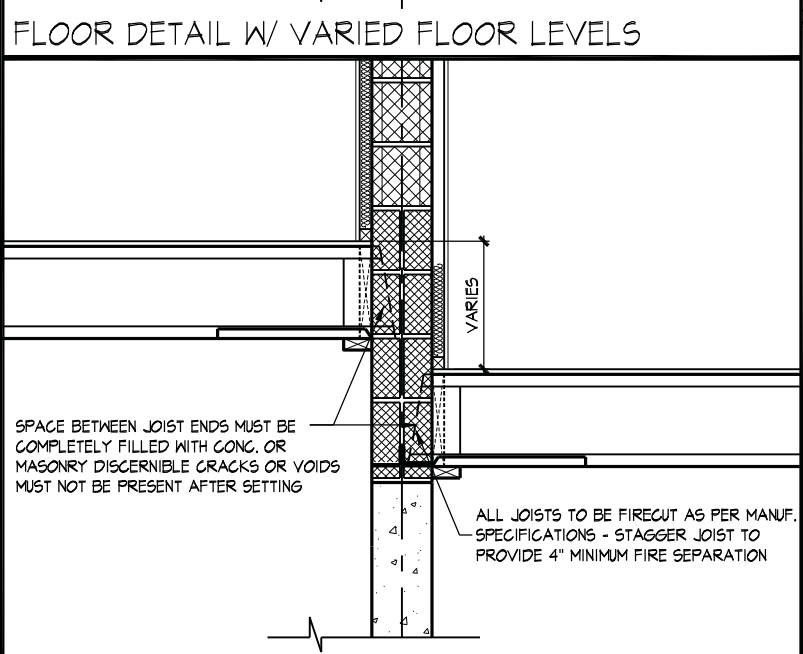 FLOOR DETAIL W/ VARIED FLOOR LEVELS
VARIES
SPACE BETWEEN JOIST ENDS MUST BE
COMPLETELY FILLED WITH CONC. OR
MASONRY DISCERNIBLE CRACKS OR VOIDS
MUST NOT BE PRESENT AFTER SETTING
ALL JOISTS TO BE FIRECUT AS PER MANUF.
SPECIFICATIONS - STAGGER JOIST TO
PROVIDE 4" MINIMUM FIRE SEPARATION